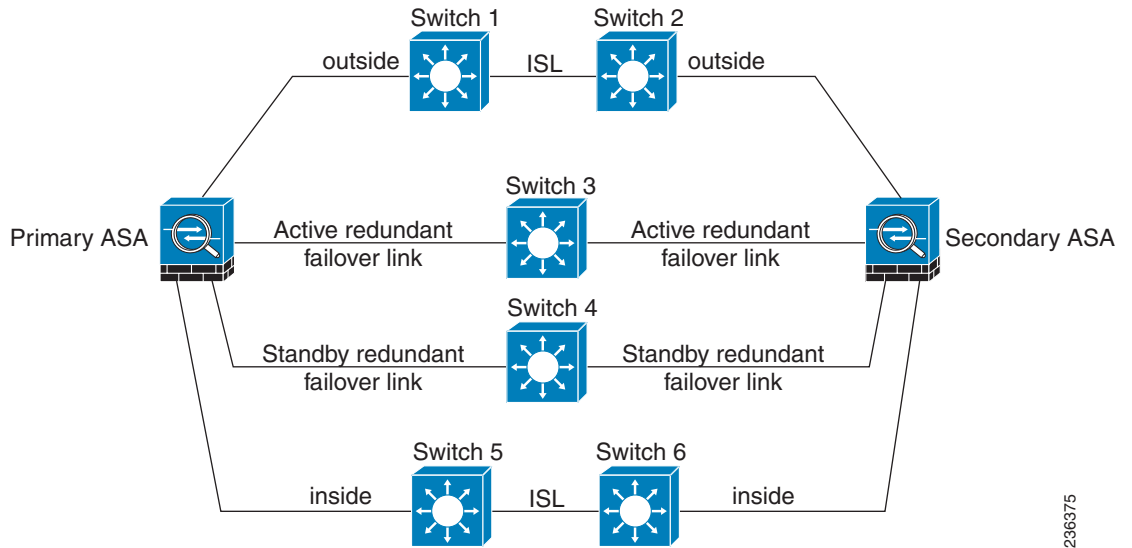 Switch 1
Switch 2
outside
ISL
outside
Switch 3
Primary ASA
Active redundant
failover link
Active redundant
failover link
Secondary ASA
Switch 4
Standby redundant
failover link
Standby redundant
failover link
Switch 5
Switch 6
inside
ISL
inside
236375